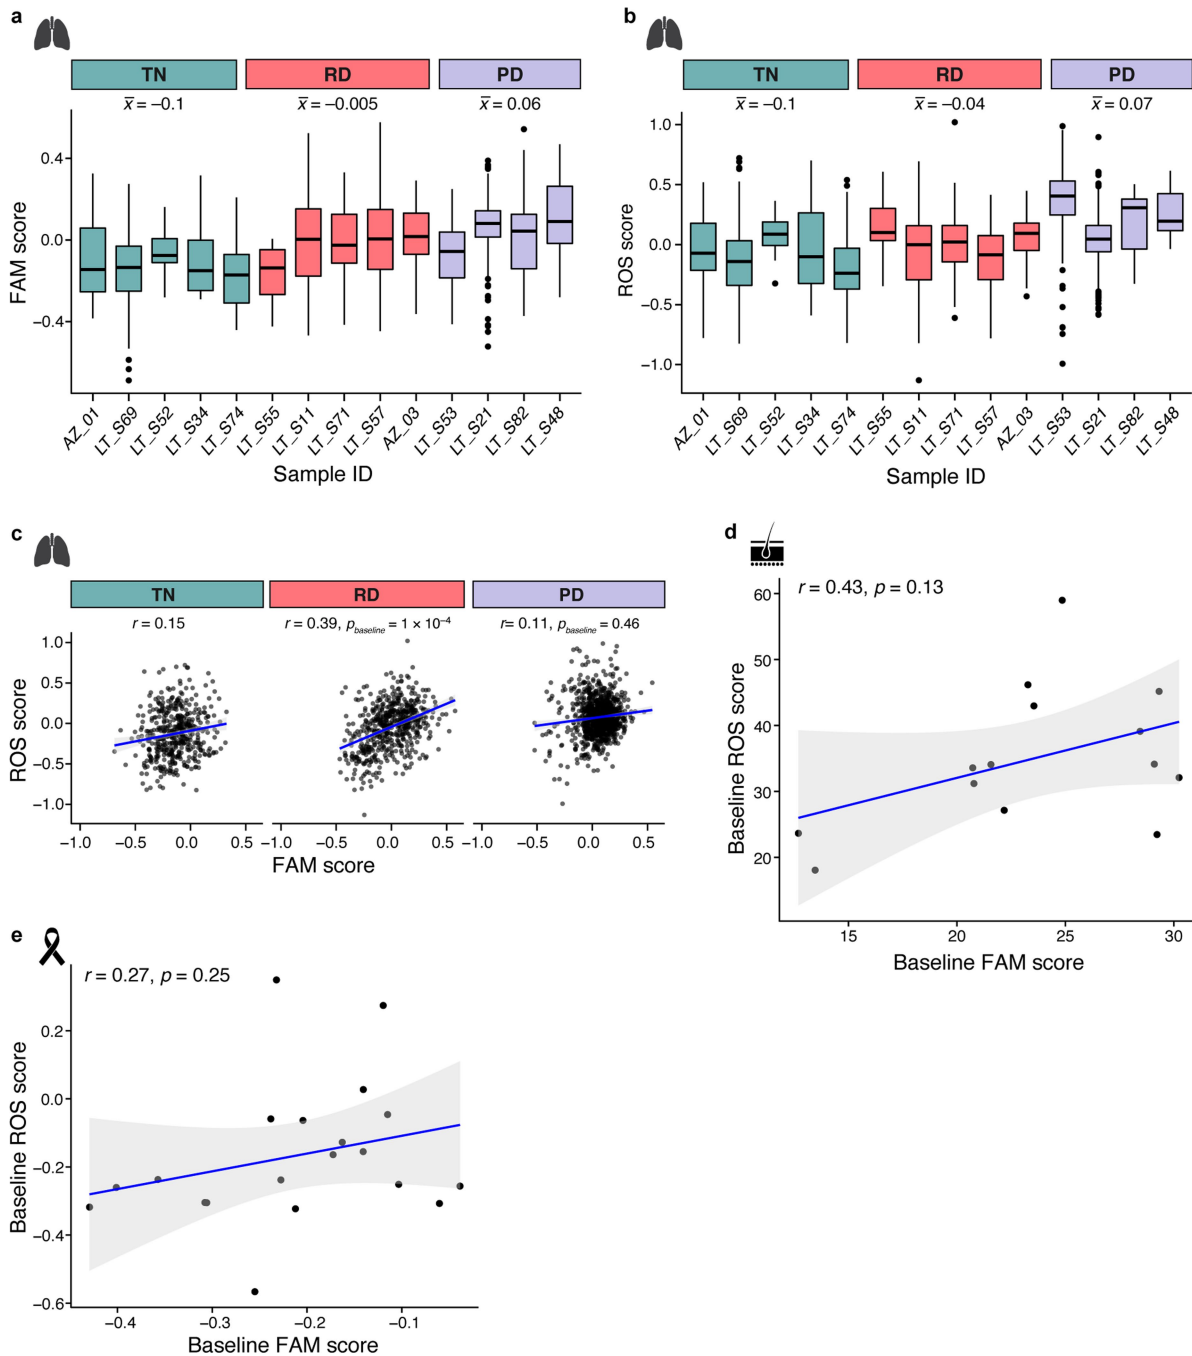 a
TN RD PD
x̄ = −0.1 x̄ = −0.005 x̄ = 0.06
FAM score
0.4
0.0
−0.4
AZ_01 LT_S69 LT_S52 LT_S34 LT_S74 LT_S55 LT_S11 LT_S71 LT_S57 AZ_03 LT_S53 LT_S21 LT_S82 LT_S48
Sample ID
b
TN RD PD
x̄ = −0.1 x̄ = −0.04 x̄ = 0.07
ROS score
1.0
0.5
0.0
−0.5
−1.0
AZ_01 LT_S69 LT_S52 LT_S34 LT_S74 LT_S55 LT_S11 LT_S71 LT_S57 AZ_03 LT_S53 LT_S21 LT_S82 LT_S48
Sample ID
c
TN RD PD
r = 0.15 r = 0.39, p baseline = 1 × 10⁻⁴ r = 0.11, p baseline = 0.46
ROS score
1.0
0.5
0.0
−0.5
−1.0
−1.0 −0.5 0.0 0.5 −1.0 −0.5 0.0 0.5 −1.0 −0.5 0.0 0.5
FAM score
d
r = 0.43, p = 0.13
Baseline ROS score
60
50
40
30
20
15 20 25 30
Baseline FAM score
e
r = 0.27, p = 0.25
Baseline ROS score
0.2
0.0
−0.2
−0.4
−0.6
−0.4 −0.3 −0.2 −0.1
Baseline FAM score